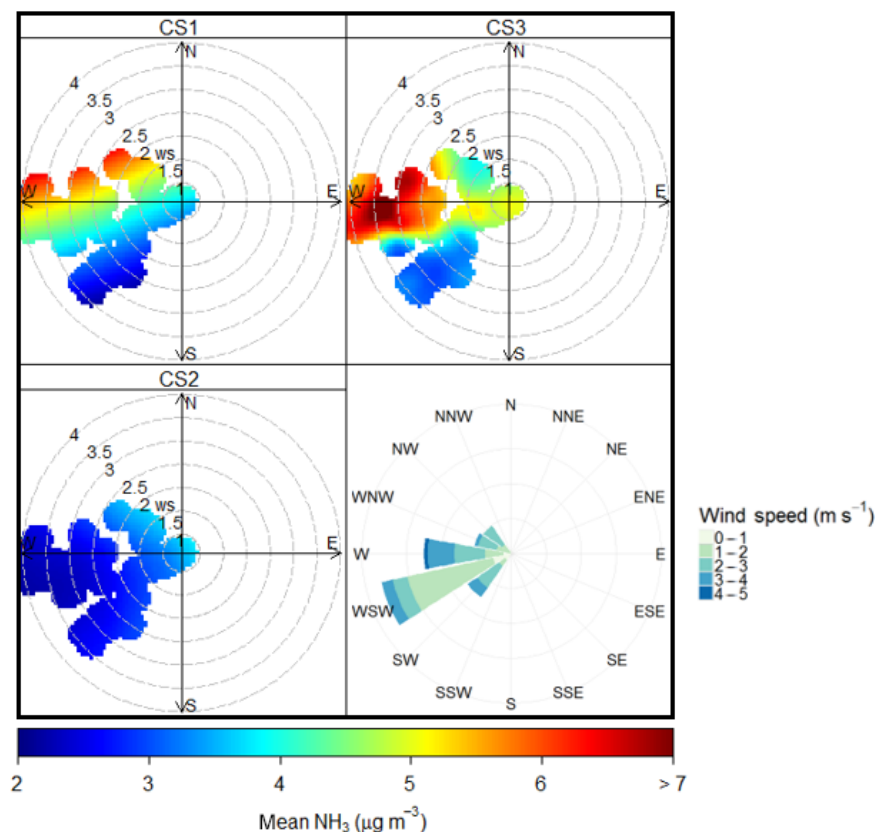 CS1
CS3
N
4
3.5
3
2.5
2 ws
1.5
1
W
E
S
N
4
3.5
3
2.5
2 ws
1.5
1
W
E
S
CS2
N
4
3.5
3
2.5
2 ws
1.5
1
W
E
S
N
NNW
NNE
NW
NE
WNW
ENE
W
E
WSW
ESE
SW
SE
SSW
SSE
S
Wind speed (m s⁻¹)
0 – 1
1 – 2
2 – 3
3 – 4
4 – 5
2 3 4 5 6 > 7
Mean NH₃ (µg m⁻³)